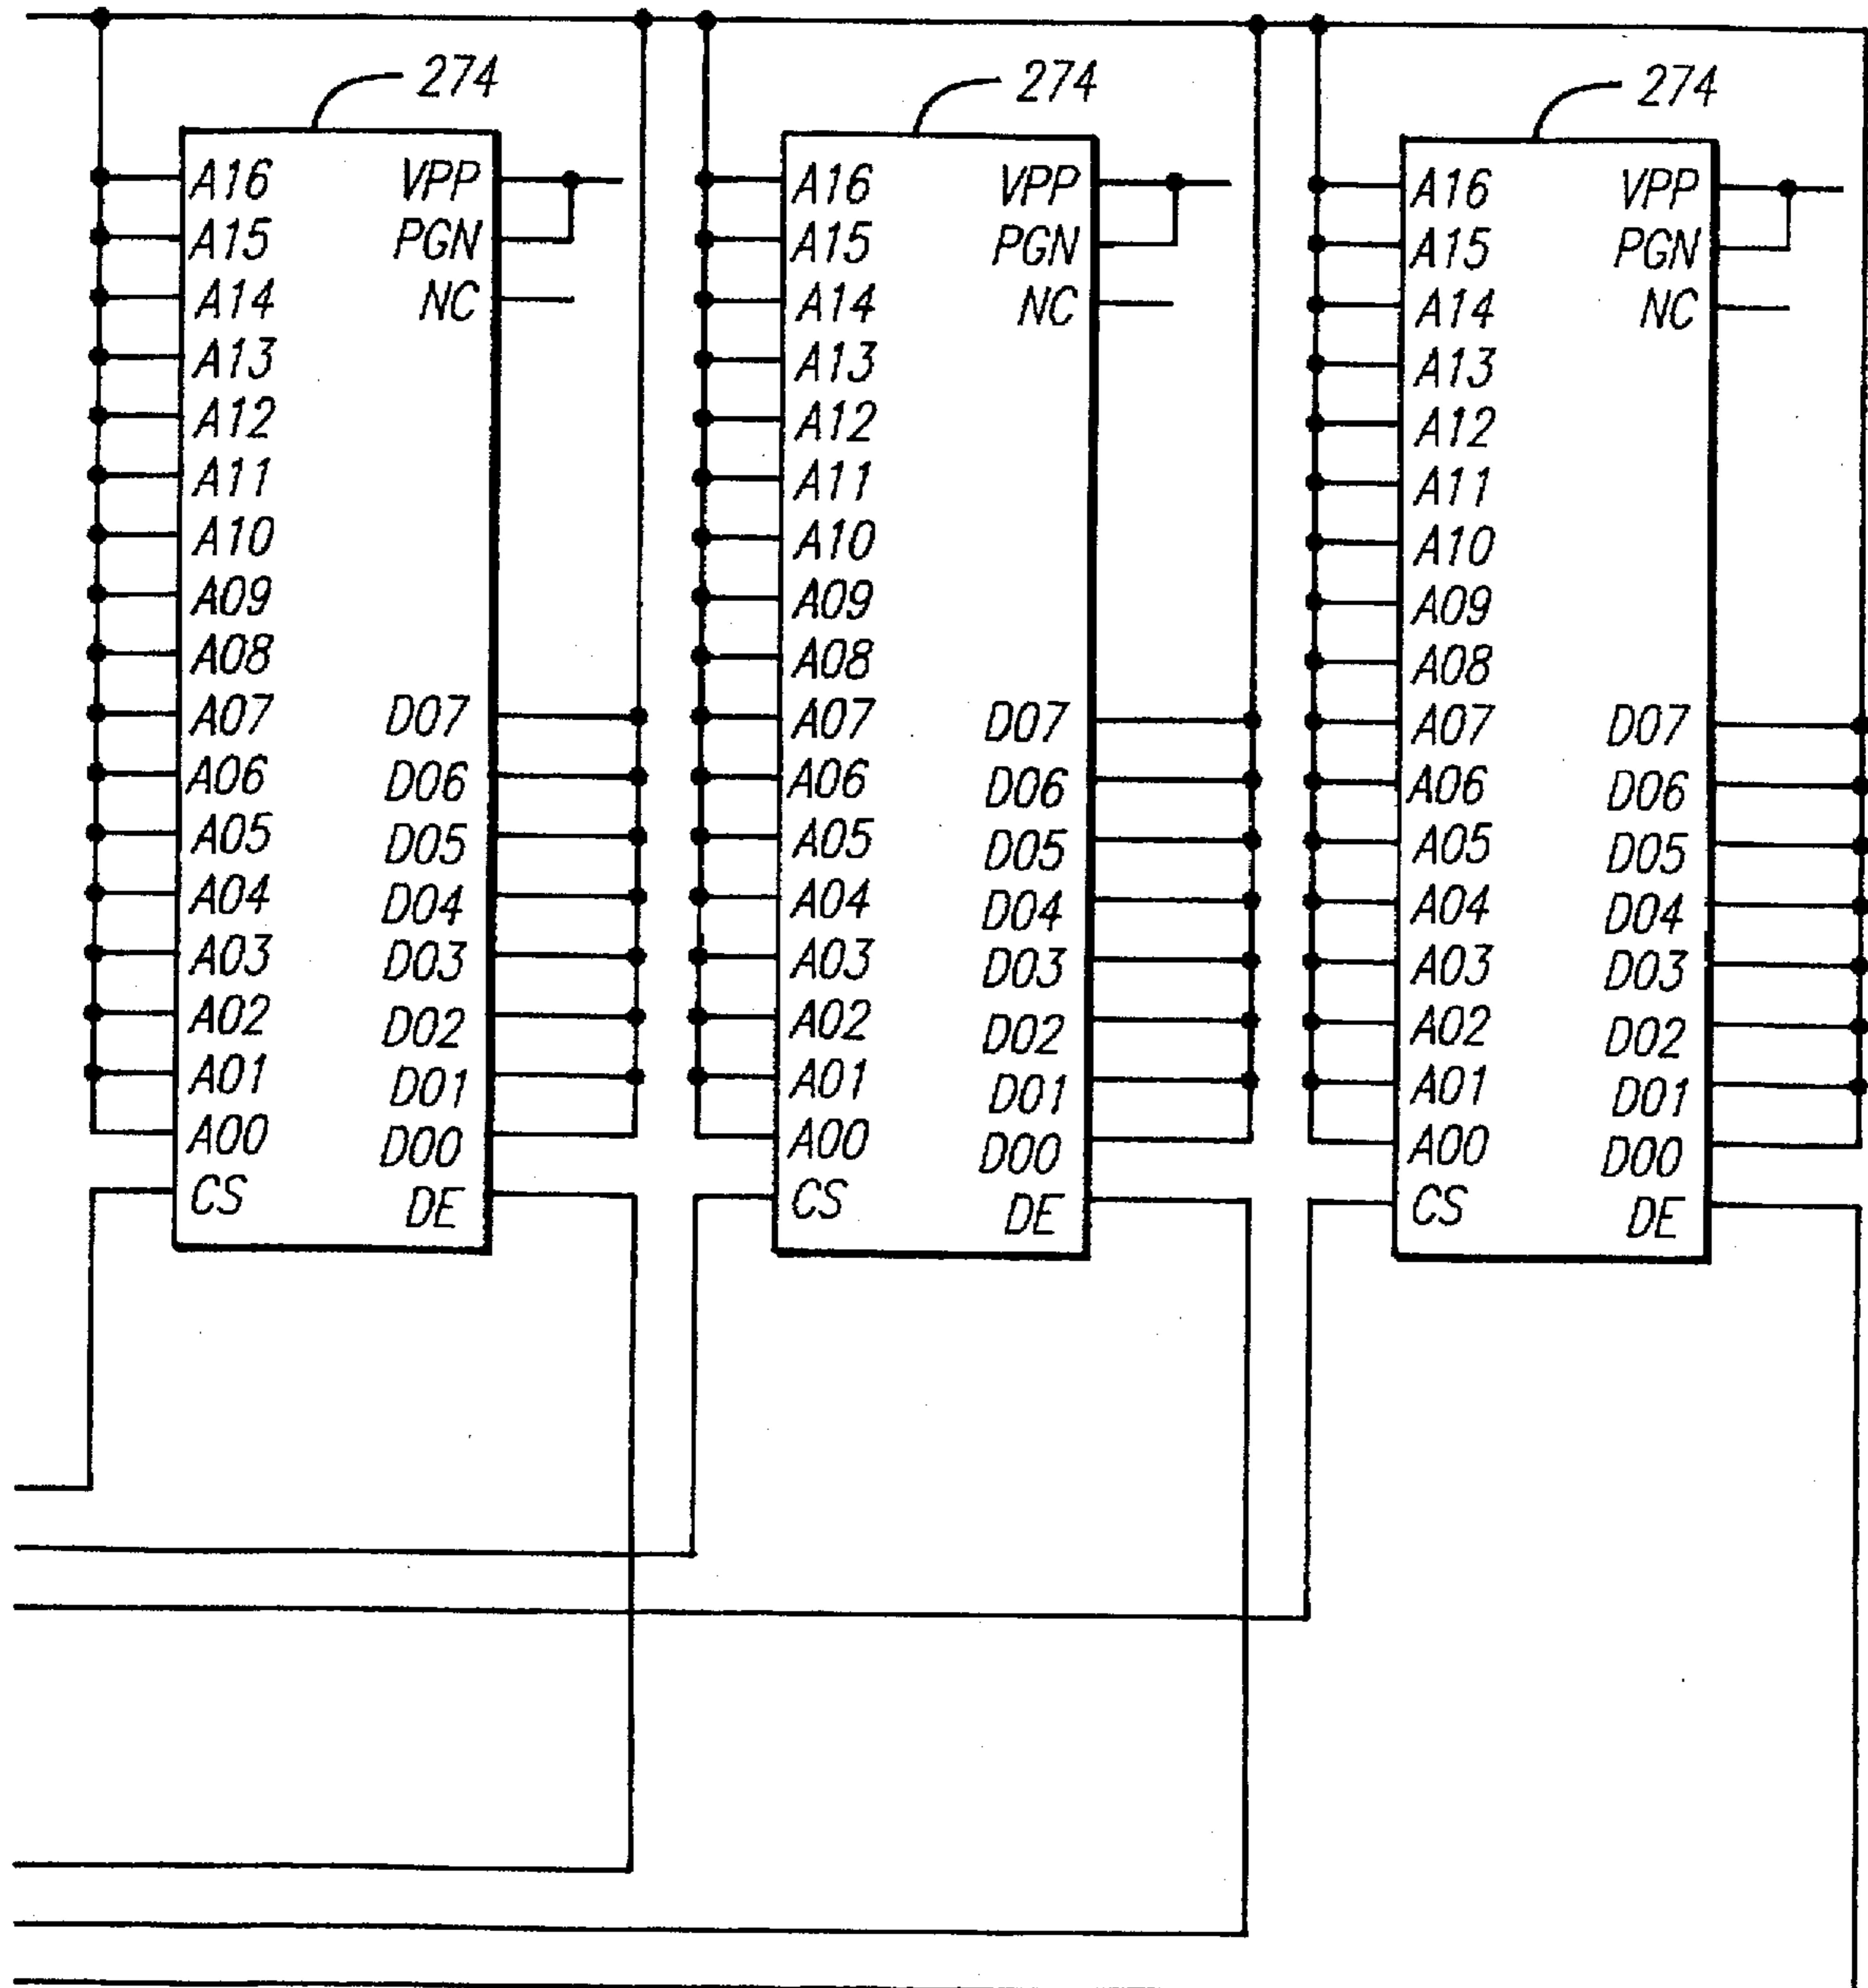 274 274 274
A16 VPP A16 VPP A16 VPP
A15 PGN A15 PGN A15 PGN
A14 NC A14 NC A14 NC
A13 A13 A13
A12 A12 A12
A11 A11 A11
A10 A10 A10
A09 A09 A09
A08 A08 A08
A07 D07 A07 D07 A07 D07
A06 D06 A06 D06 A06 D06
A05 D05 A05 D05 A05 D05
A04 D04 A04 D04 A04 D04
A03 D03 A03 D03 A03 D03
A02 D02 A02 D02 A02 D02
A01 D01 A01 D01 A01 D01
A00 D00 A00 D00 A00 D00
CS DE CS DE CS DE